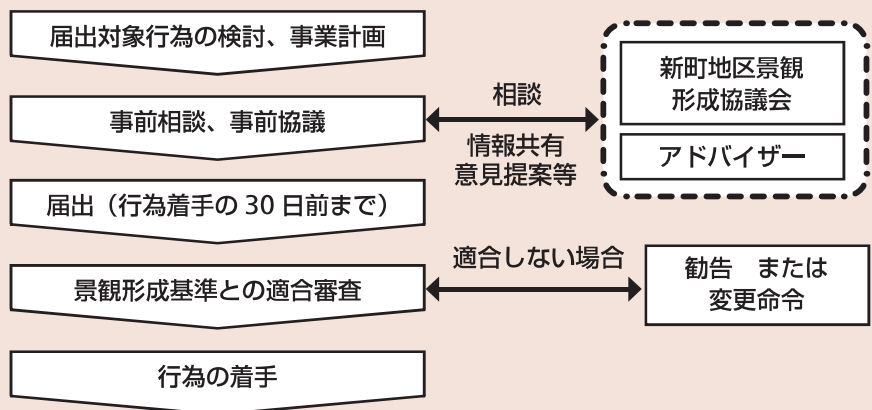 届出対象行為の検討、事業計画
事前相談、事前協議
相談
情報共有
意見提案等
新町地区景観
形成協議会
アドバイザー
届出（行為着手の 30 日前まで）
景観形成基準との適合審査
適合しない場合
勧告　または
変更命令
行為の着手